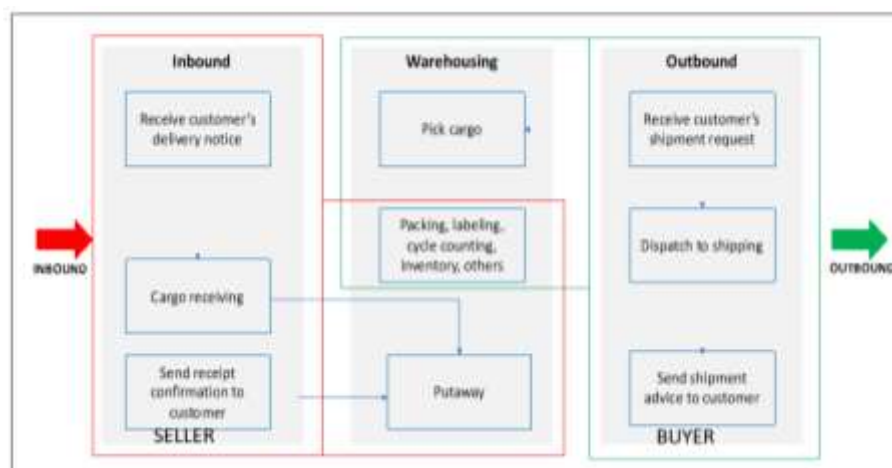 Inbound
Warehousing
Outbound
Receive customer's
delivery notice
Pick cargo
Receive customer's
shipment request
Packing, labeling,
cycle counting,
inventory, others
Dispatch to shipping
INBOUND
OUTBOUND
Cargo receiving
Send receipt
confirmation to
customer
Putaway
Send shipment
advice to customer
SELLER
BUYER